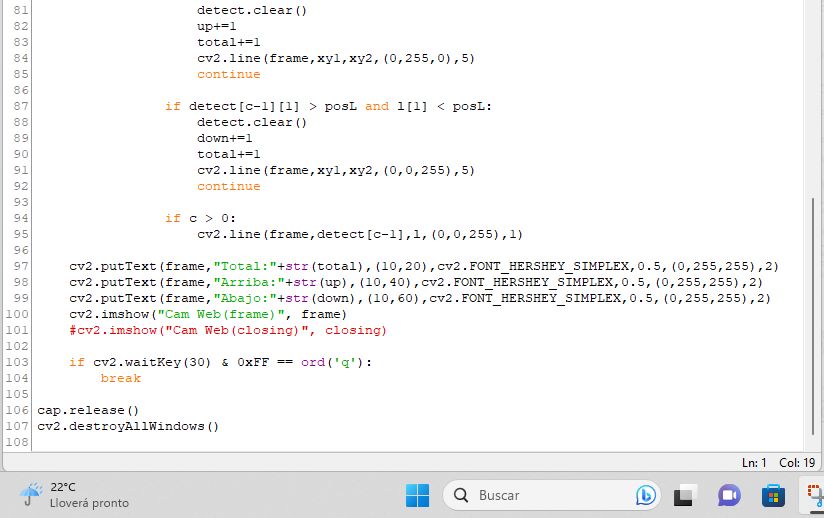 81                     detect.clear()
82                     up+=1
83                     total+=1
84                     cv2.line(frame,xy1,xy2,(0,255,0),5)
85                     continue
86
87                 if detect[c-1][1] > posL and l[1] < posL:
88                     detect.clear()
89                     down+=1
90                     total+=1
91                     cv2.line(frame,xy1,xy2,(0,0,255),5)
92                     continue
93
94                 if c > 0:
95                     cv2.line(frame,detect[c-1],l,(0,0,255),1)
96
97     cv2.putText(frame,"Total:"+str(total),(10,20),cv2.FONT_HERSHEY_SIMPLEX,0.5,(0,255,255),2)
98     cv2.putText(frame,"Arriba:"+str(up),(10,40),cv2.FONT_HERSHEY_SIMPLEX,0.5,(0,255,255),2)
99     cv2.putText(frame,"Abajo:"+str(down),(10,60),cv2.FONT_HERSHEY_SIMPLEX,0.5,(0,255,255),2)
100     cv2.imshow("Cam Web(frame)", frame)
101     #cv2.imshow("Cam Web(closing)", closing)
102
103     if cv2.waitKey(30) & 0xFF == ord('q'):
104         break
105
106 cap.release()
107 cv2.destroyAllWindows()
108
Ln: 1 Col: 19
22°C
Lloverá pronto
Buscar